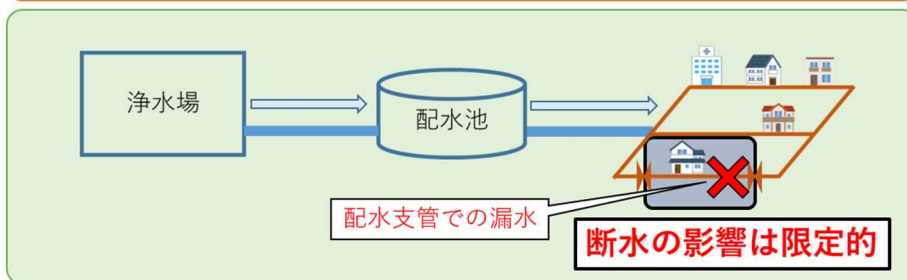 浄水場
配水池
配水支管での漏水
断水の影響は限定的